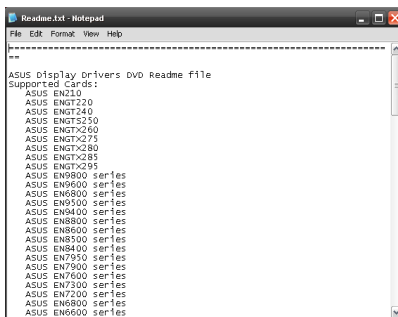 Readme.txt - Notepad
File Edit Format View Help
------------------------------------------------------------------------------
==
ASUS Display Drivers DVD Readme file
Supported Cards:
ASUS EN210
ASUS ENGT220
ASUS ENGT240
ASUS ENGTS250
ASUS ENGTX260
ASUS ENGTX275
ASUS ENGTX280
ASUS ENGTX285
ASUS ENGTX295
ASUS EN9800 series
ASUS EN9600 series
ASUS EN6800 series
ASUS EN9500 series
ASUS EN9400 series
ASUS EN8800 series
ASUS EN8600 series
ASUS EN8500 series
ASUS EN8400 series
ASUS EN7950 series
ASUS EN7900 series
ASUS EN7600 series
ASUS EN7300 series
ASUS EN7200 series
ASUS EN6800 series
ASUS EN6600 series